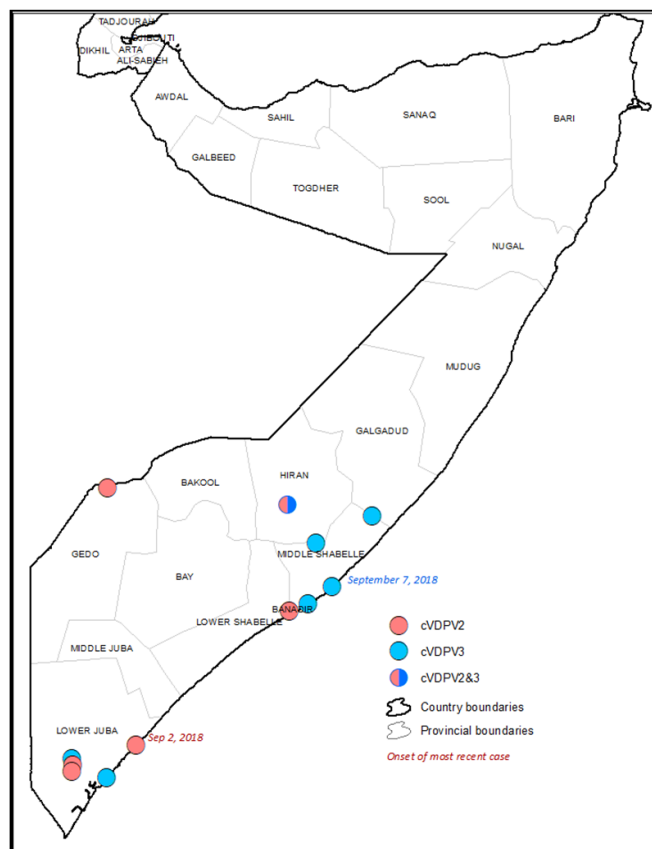 TADJOURAH
DJIBOUTI
DIKHIL
ARTA
ALI-SABIEH
AWDAL
SAHIL
SANAQ
BARI
GALBEED
TOGDHER
SOOL
NUGAL
MUDUG
GALGADUD
HIRAN
BAKOOL
GEDO
BAY
MIDDLE SHABELLE
September 7, 2018
BANADIR
LOWER SHABELLE
cVDPV2
MIDDLE JUBA
cVDPV3
cVDPV2&3
Country boundaries
LOWER JUBA
Provincial boundaries
Sep 2, 2018
Onset of most recent case